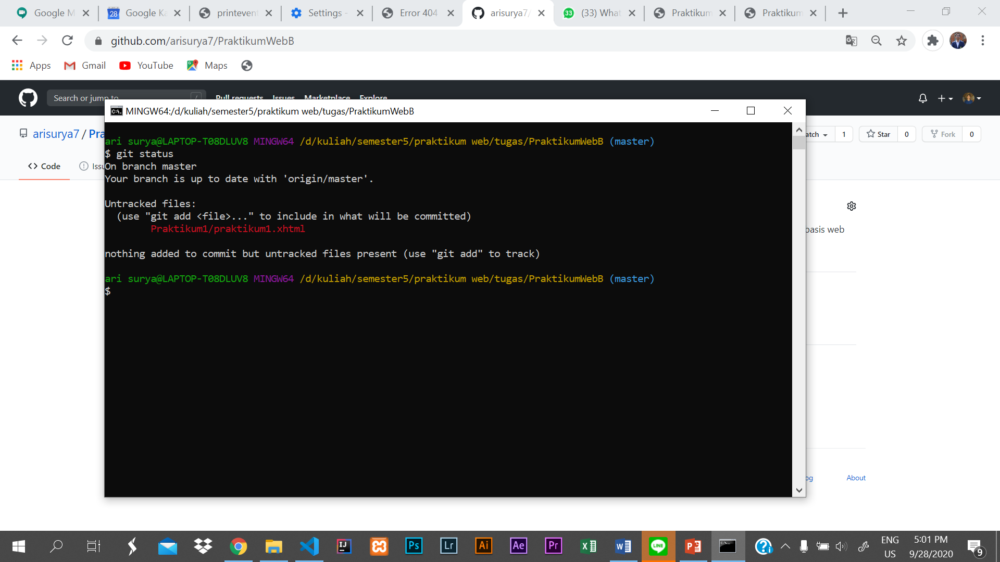 Google M
Google Ka
printeven
Settings -
Error 404
arisurya7/
(33) What
Praktikum
Praktikum
github.com/arisurya7/PraktikumWebB
Apps
Gmail
YouTube
Maps
Search or jump to
/
Pull requests
Issues
Marketplace
Explore
MINGW64:/d/kuliah/semester5/praktikum web/tugas/PraktikumWebB
arisurya7 / Pra
atch
1
Star
0
Fork
0
Code
Issu
ari surya@LAPTOP-T08DLUV8 MINGW64 /d/kuliah/semester5/praktikum web/tugas/PraktikumWebB (master)
$ git status
On branch master
Your branch is up to date with 'origin/master'.
Untracked files:
(use "git add <file>..." to include in what will be committed)
Praktikum1/praktikum1.xhtml
nothing added to commit but untracked files present (use "git add" to track)
ari surya@LAPTOP-T08DLUV8 MINGW64 /d/kuliah/semester5/praktikum web/tugas/PraktikumWebB (master)
$
basis web
og
About
ENG
US
5:01 PM
9/28/2020
9